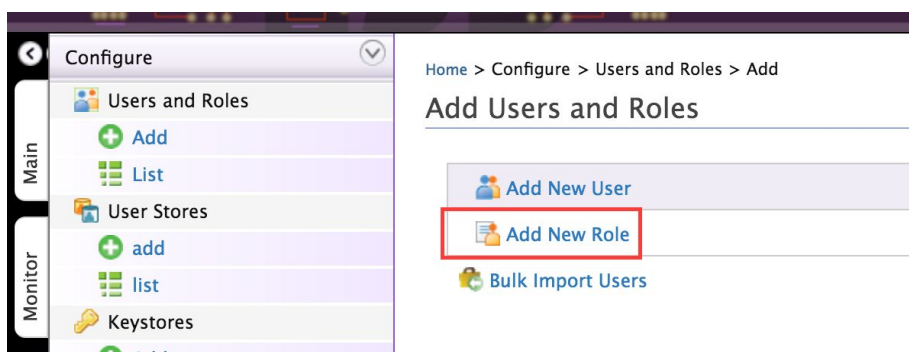 Configure
Users and Roles
Add
List
User Stores
add
list
Keystores
Main
Monitor
Home > Configure > Users and Roles > Add
Add Users and Roles
Add New User
Add New Role
Bulk Import Users